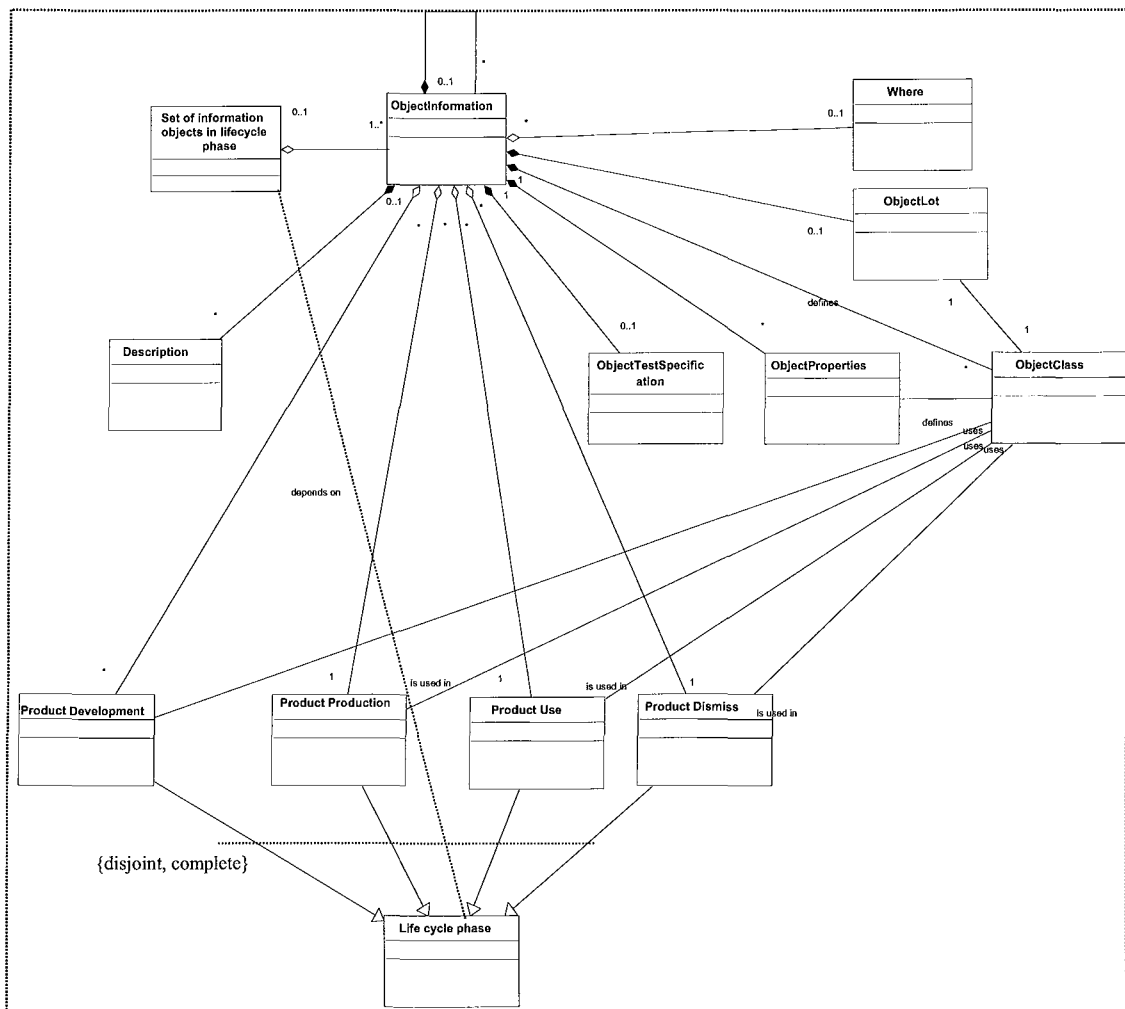 *
0..1
ObjectInformation
Where
Set of information
objects in lifecycle
phase
0..1
1..*
*
0..1
ObjectLot
0..1
1
1
*
0..1
*
*
*
1
defines
1
1
*
0..1
*
Description
ObjectTestSpecific
ation
ObjectProperties
ObjectClass
*
defines
uses
uses
uses
depends on
*
1
is used in
1
is used in
1
is used in
Product Development
Product Production
Product Use
Product Dismiss
{disjoint, complete}
Life cycle phase